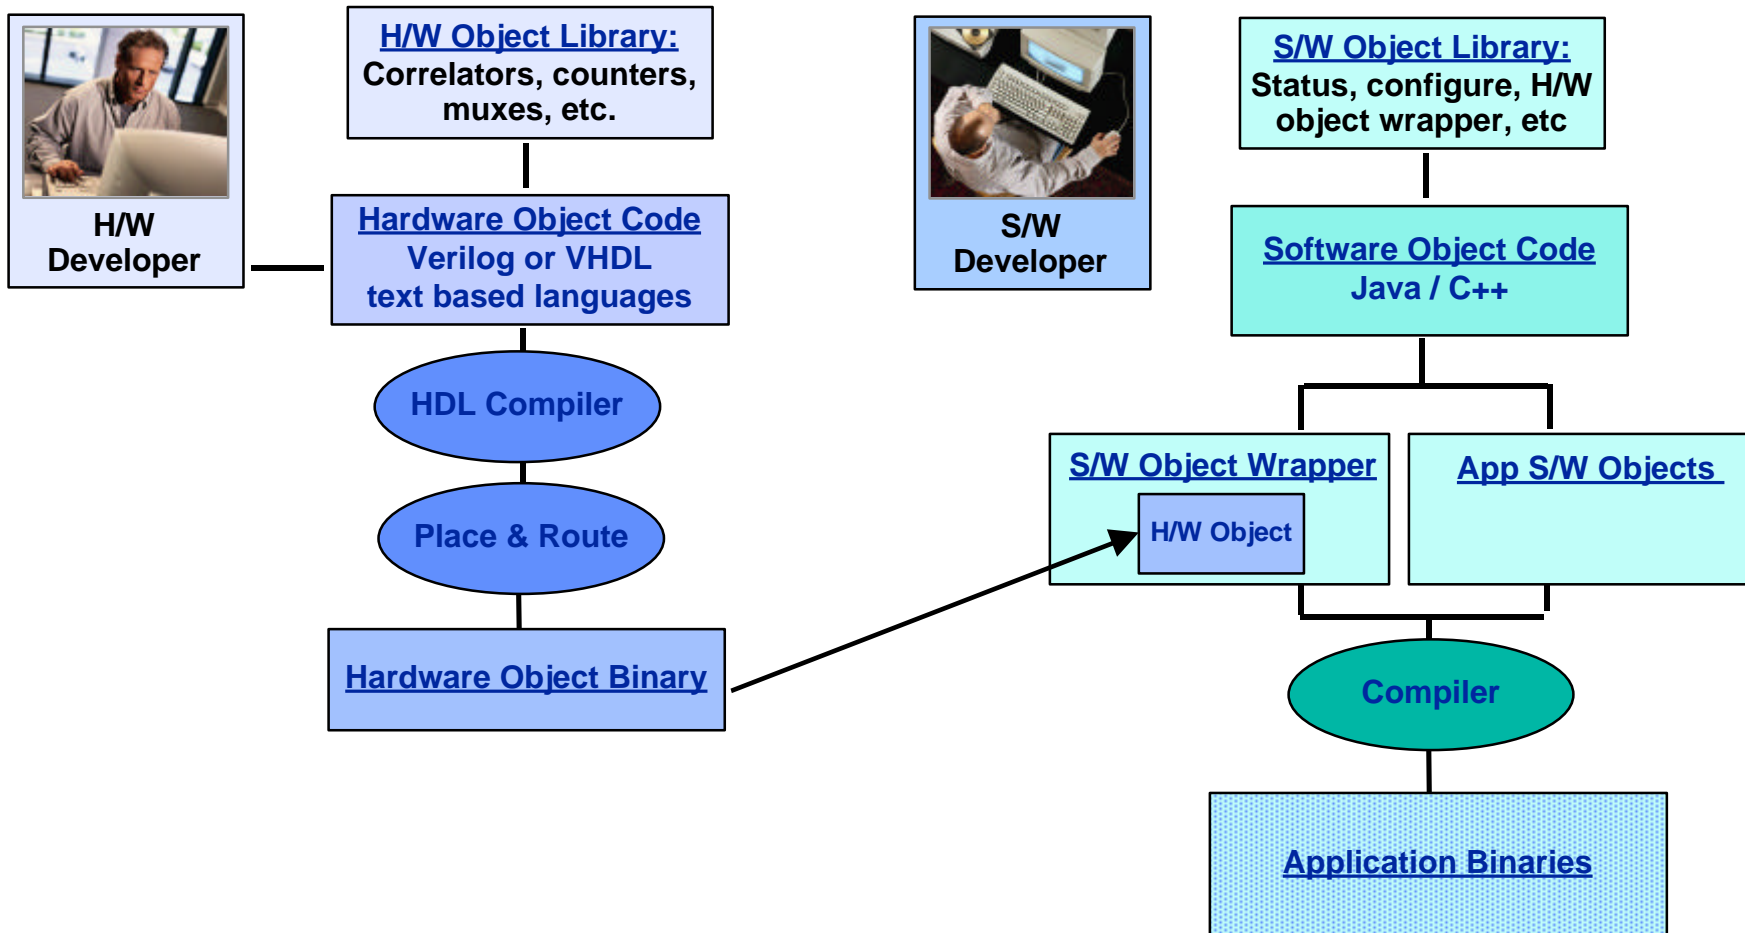 H/W
Developer
H/W Object Library:
Correlators, counters,
muxes, etc.
Hardware Object Code
Verilog or VHDL
text based languages
HDL Compiler
Place & Route
Hardware Object Binary
S/W
Developer
S/W Object Library:
Status, configure, H/W
object wrapper, etc
Software Object Code
Java / C++
S/W Object Wrapper
H/W Object
App S/W Objects
Compiler
Application Binaries